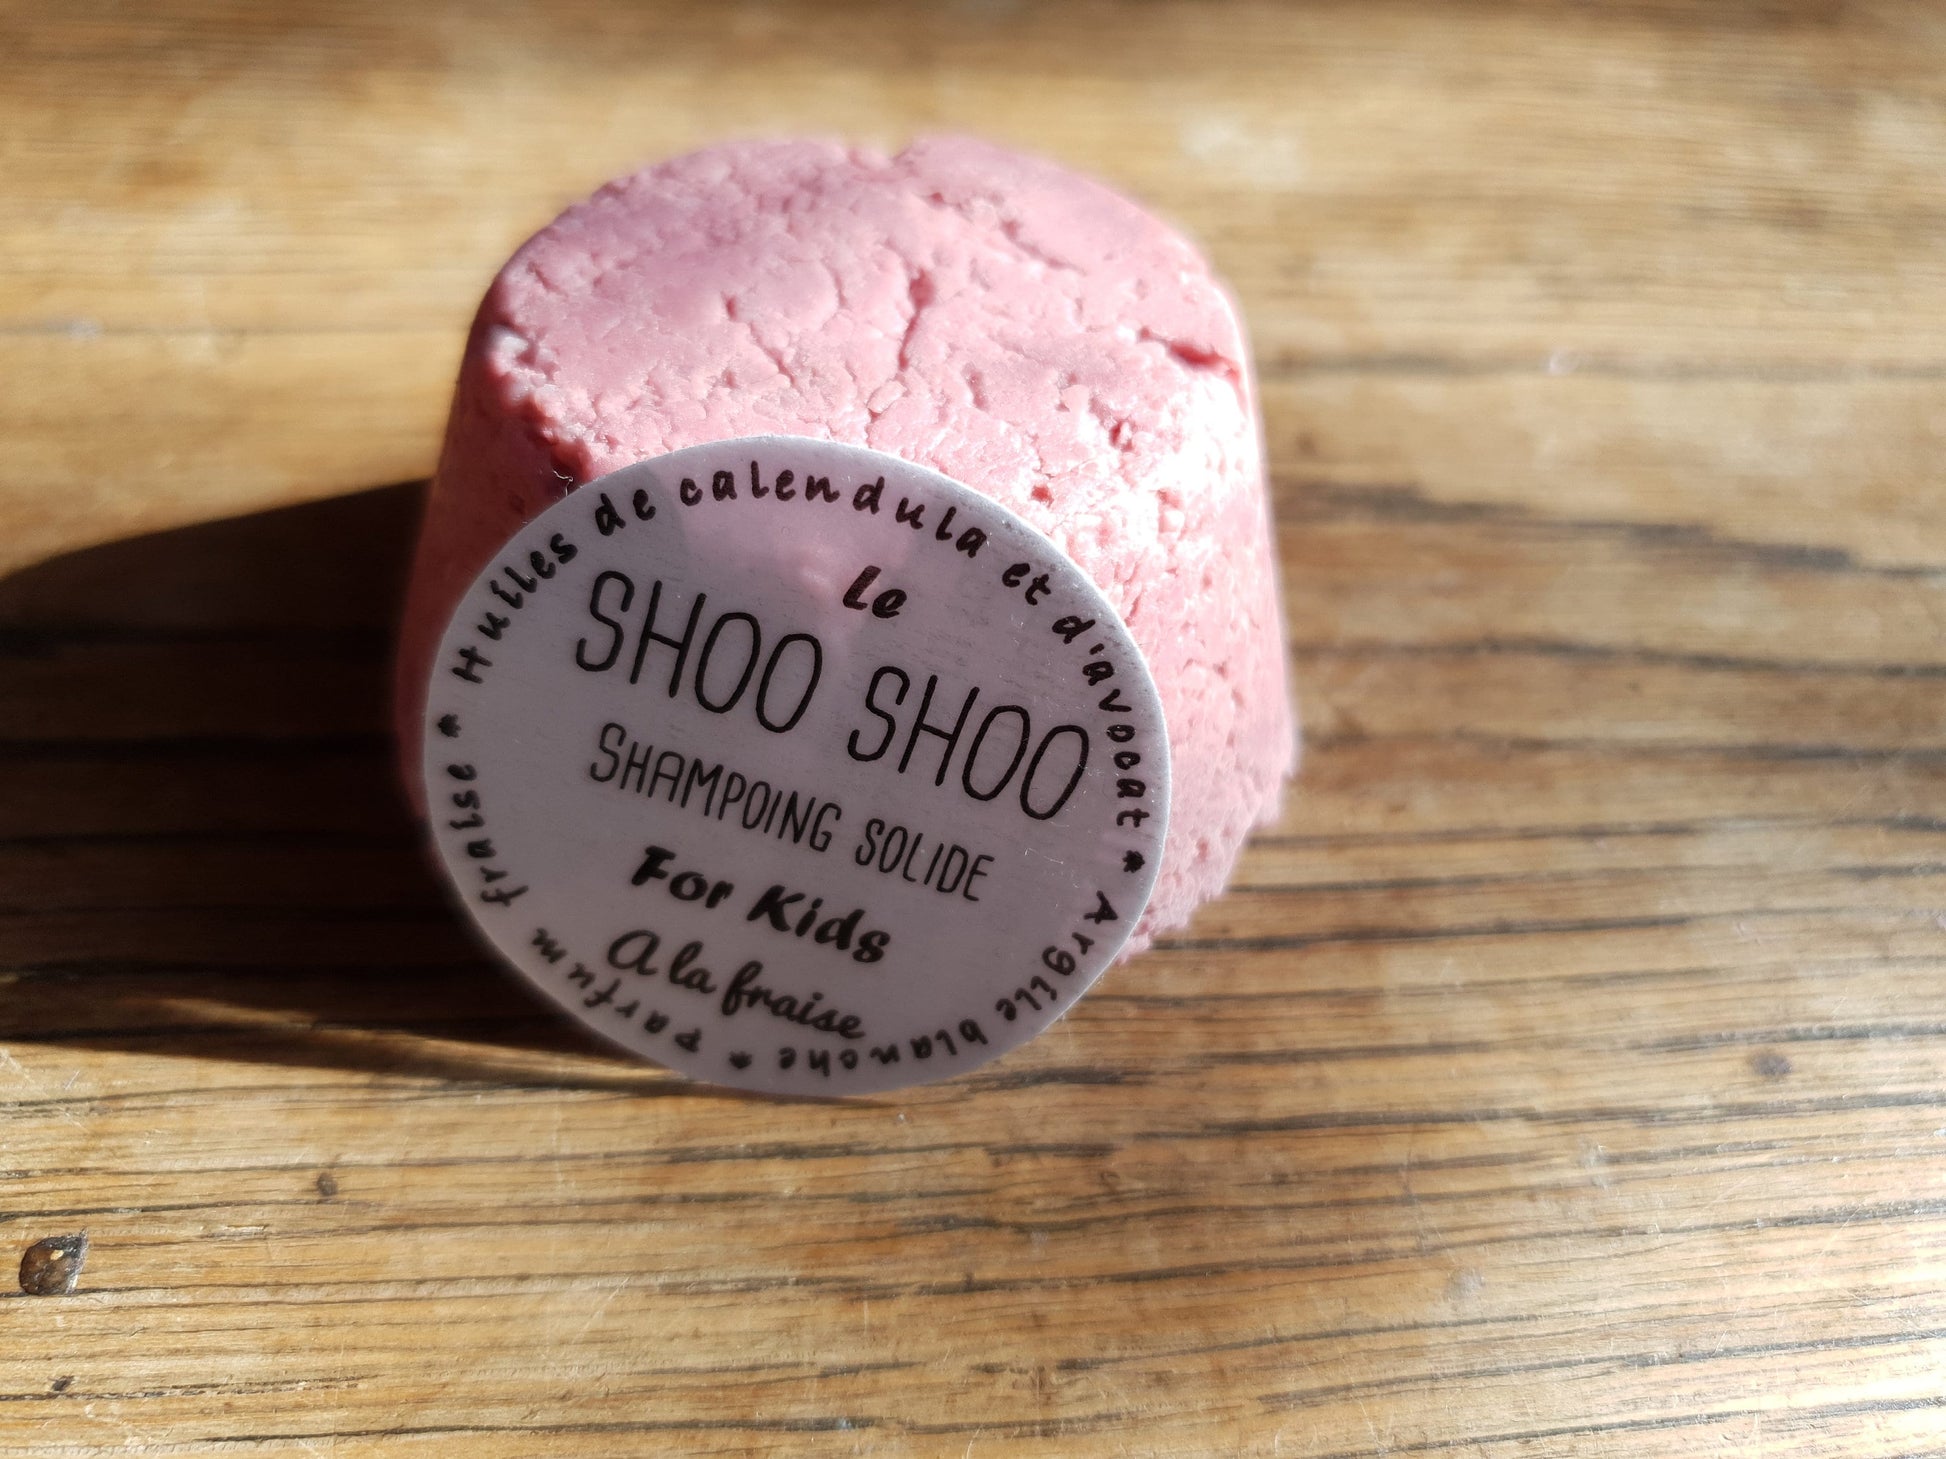 Huiles de calendula et d'avocat * Argile blanche * Parfum fraise *
Le
SHOO SHOO
SHAMPOING SOLIDE
For Kids
A la fraise